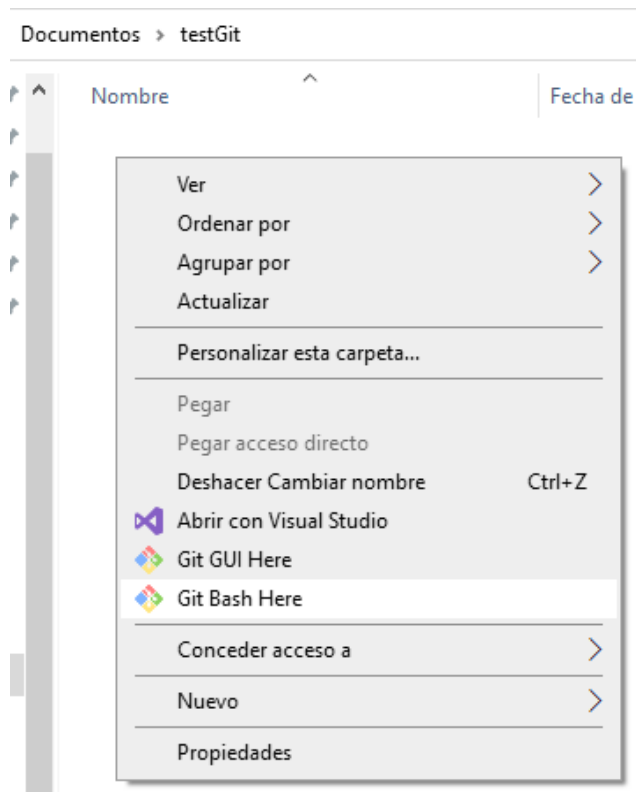 Documentos > testGit
Nombre Fecha de
Ver
Ordenar por
Agrupar por
Actualizar
Personalizar esta carpeta...
Pegar
Pegar acceso directo
Deshacer Cambiar nombre Ctrl+Z
Abrir con Visual Studio
Git GUI Here
Git Bash Here
Conceder acceso a
Nuevo
Propiedades